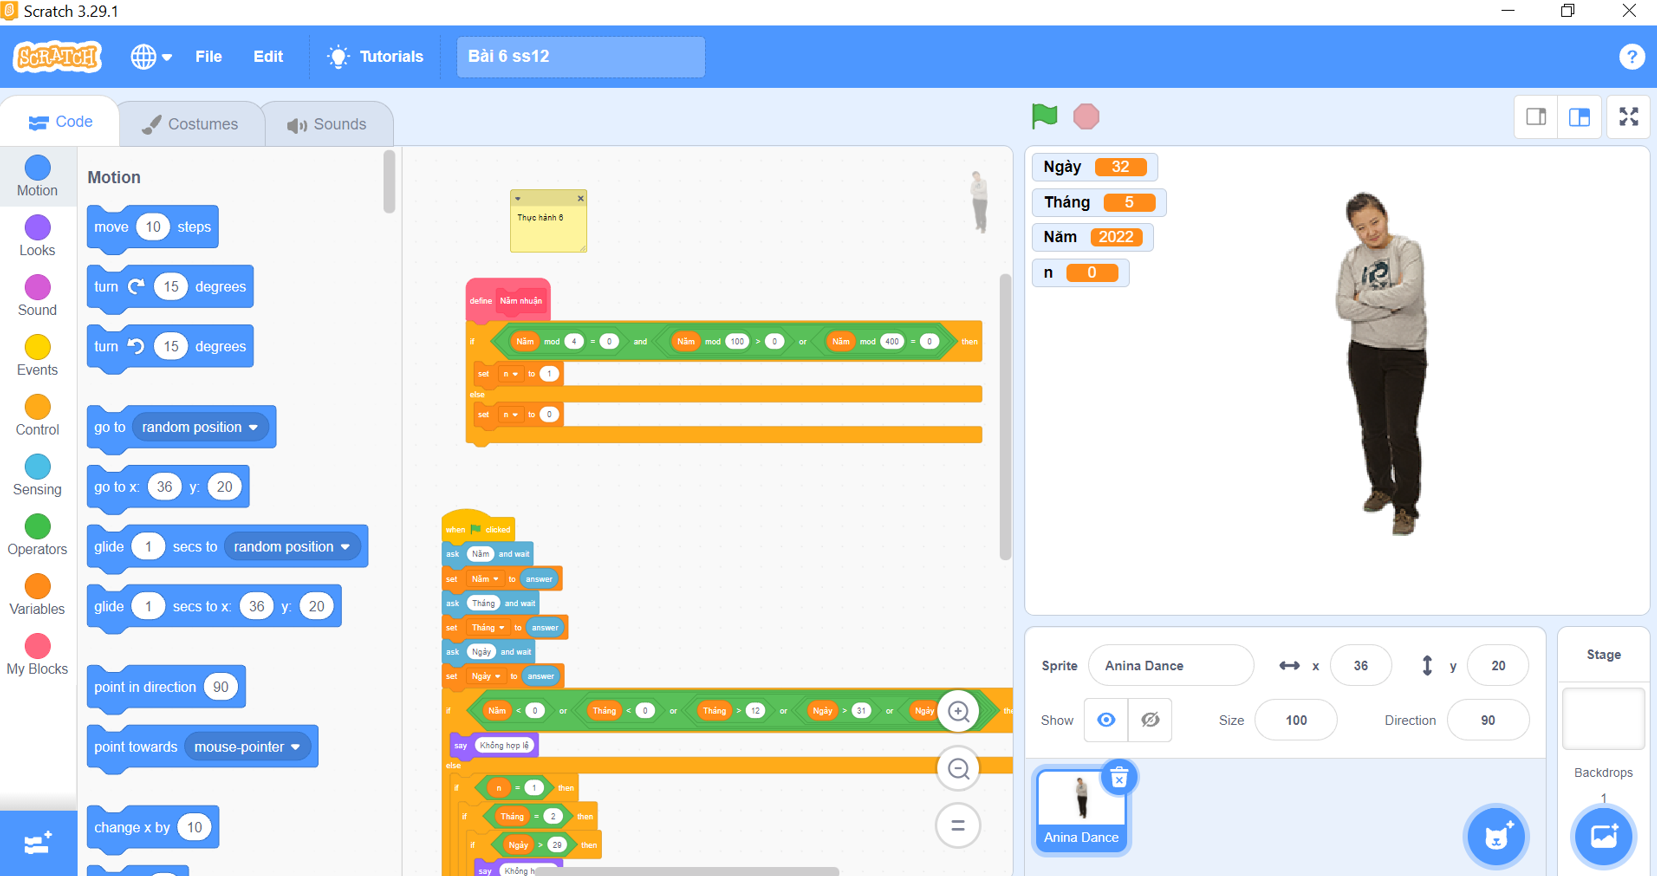 Scratch 3.29.1
SCRATCH File Edit Tutorials Bài 6 ss12 ?
Code Costumes Sounds
Motion
Looks
Sound
Events
Control
Sensing
Operators
Variables
My Blocks
Motion
move 10 steps
turn 15 degrees
turn 15 degrees
go to random position
go to x: 36 y: 20
glide 1 secs to random position
glide 1 secs to x: 36 y: 20
point in direction 90
point towards mouse-pointer
change x by 10
Thực hành 6
define Năm nhuận
if Năm mod 4 = 0 and Năm mod 100 > 0 or Năm mod 400 = 0 then
set n to 1
else
set n to 0
when clicked
ask Năm and wait
set Năm to answer
ask Tháng and wait
set Tháng to answer
ask Ngày and wait
set Ngày to answer
if Năm < 0 or Tháng < 0 or Tháng > 12 or Ngày > 31 or Ngày
say Không hợp lệ
else
if n = 1 then
if Tháng = 2 then
if Ngày > 29 then
say
Ngày 32
Tháng 5
Năm 2022
n 0
Sprite Anina Dance x 36 y 20
Show Size 100 Direction 90
Anina Dance
Stage
Backdrops
1